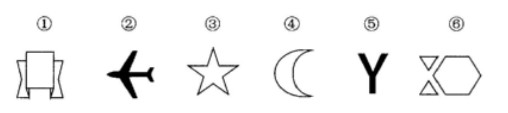 ① ② ③ ④ ⑤ ⑥
Y